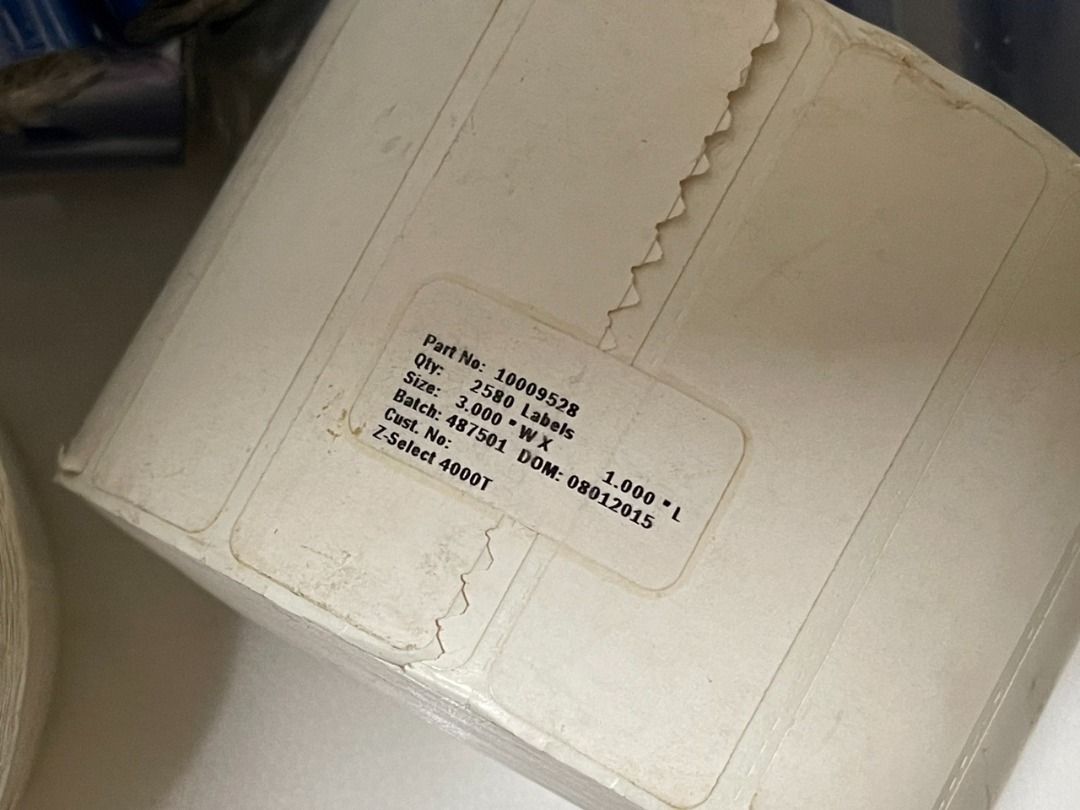 Part No: 10009528
Qty: 2580 Labels
Size: 3.000 " W X 1.000 " L
Batch: 487501 DOM: 08012015
Cust. No:
Z-Select 4000T